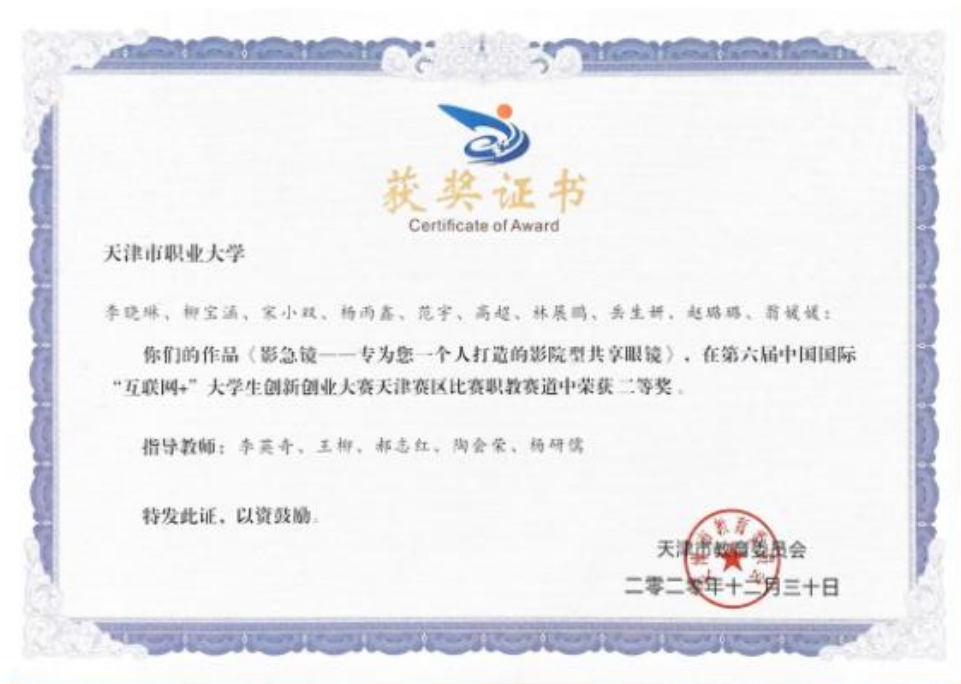 获奖证书
Certificate of Award
天津市职业大学
李晓琳、柳宝涵、宋小双、杨雨鑫、范宇、高超、林展鹏、岳生妍、赵璐璐、翁媛媛:
你们的作品《影急镜——专为您一个人打造的影院型共享眼镜》,在第六届中国国际
“互联网+”大学生创新创业大赛天津赛区比赛职教赛道中荣获二等奖。
指导教师:李英奇、王柳、郝志红、陶会荣、杨研儒
特发此证,以资鼓励。
天津市教育委员会
二零二零年十二月三十日